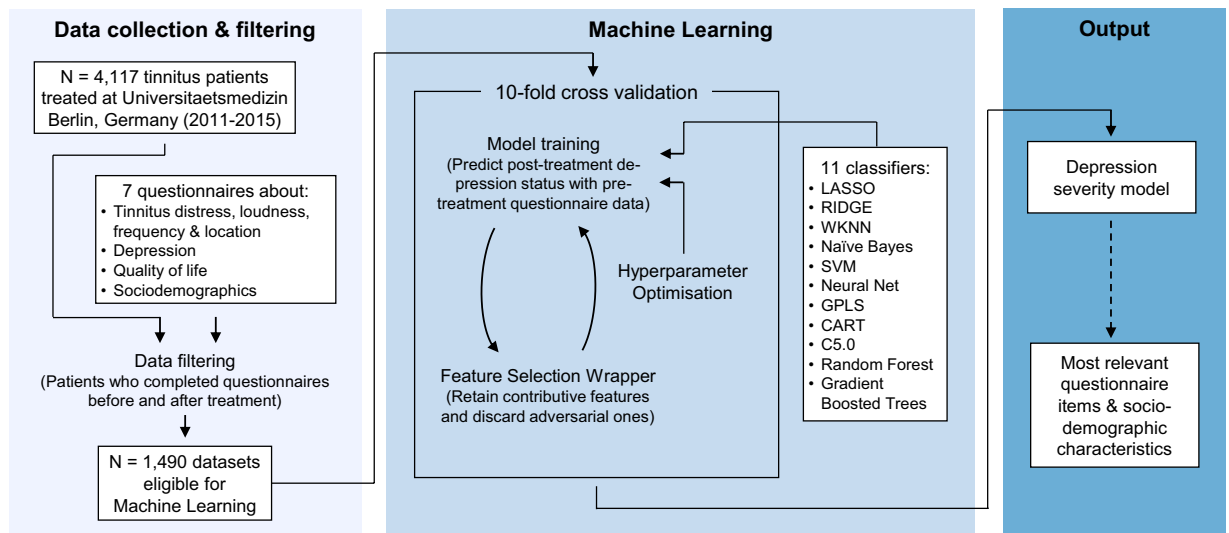 Data collection & filtering
N = 4,117 tinnitus patients
treated at Universitaetsmedizin
Berlin, Germany (2011-2015)
7 questionnaires about:
• Tinnitus distress, loudness,
frequency & location
• Depression
• Quality of life
• Sociodemographics
Data filtering
(Patients who completed questionnaires
before and after treatment)
N = 1,490 datasets
eligible for
Machine Learning
Machine Learning
10-fold cross validation
Model training
(Predict post-treatment de-
pression status with pre-
treatment questionnaire data)
Hyperparameter
Optimisation
Feature Selection Wrapper
(Retain contributive features
and discard adversarial ones)
11 classifiers:
• LASSO
• RIDGE
• WKNN
• Naïve Bayes
• SVM
• Neural Net
• GPLS
• CART
• C5.0
• Random Forest
• Gradient
Boosted Trees
Output
Depression
severity model
Most relevant
questionnaire
items & socio-
demographic
characteristics